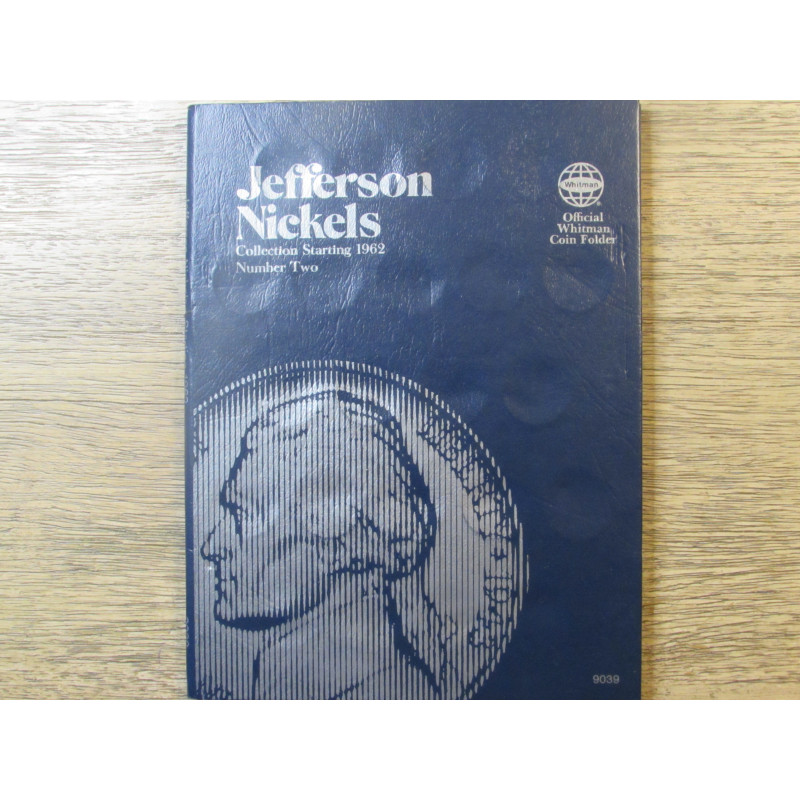 Jefferson
Nickels
Collection Starting 1962
Number Two
Whitman
Official
Whitman
Coin Folder
9039